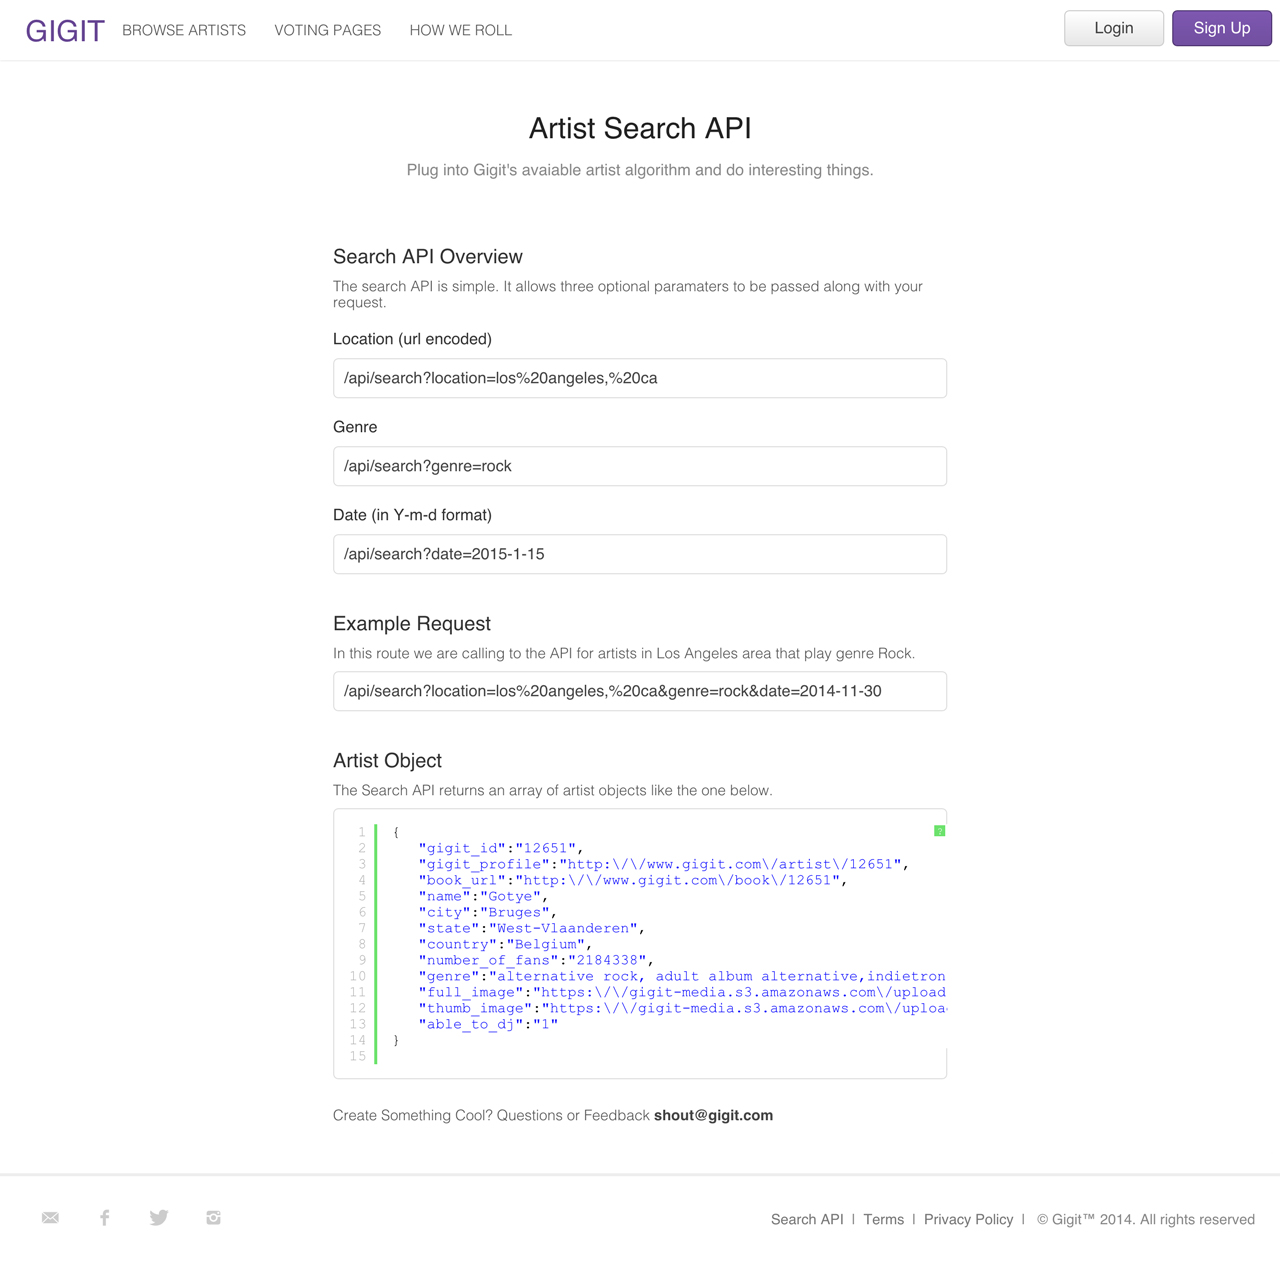 GIGIT BROWSE ARTISTS VOTING PAGES HOW WE ROLL Login Sign Up
Artist Search API
Plug into Gigit's avaiable artist algorithm and do interesting things.
Search API Overview
The search API is simple. It allows three optional paramaters to be passed along with your
request.
Location (url encoded)
/api/search?location=los%20angeles,%20ca
Genre
/api/search?genre=rock
Date (in Y-m-d format)
/api/search?date=2015-1-15
Example Request
In this route we are calling to the API for artists in Los Angeles area that play genre Rock.
/api/search?location=los%20angeles,%20ca&genre=rock&date=2014-11-30
Artist Object
The Search API returns an array of artist objects like the one below.
1 { ?
2 "gigit_id":"12651",
3 "gigit_profile":"http:\/\/www.gigit.com\/artist\/12651",
4 "book_url":"http:\/\/www.gigit.com\/book\/12651",
5 "name":"Gotye",
6 "city":"Bruges",
7 "state":"West-Vlaanderen",
8 "country":"Belgium",
9 "number_of_fans":"2184338",
10 "genre":"alternative rock, adult album alternative,indietron
11 "full_image":"https:\/\/gigit-media.s3.amazonaws.com\/upload
12 "thumb_image":"https:\/\/gigit-media.s3.amazonaws.com\/uploa
13 "able_to_dj":"1"
14 }
15
Create Something Cool? Questions or Feedback shout@gigit.com
Search API | Terms | Privacy Policy | © Gigit™ 2014. All rights reserved